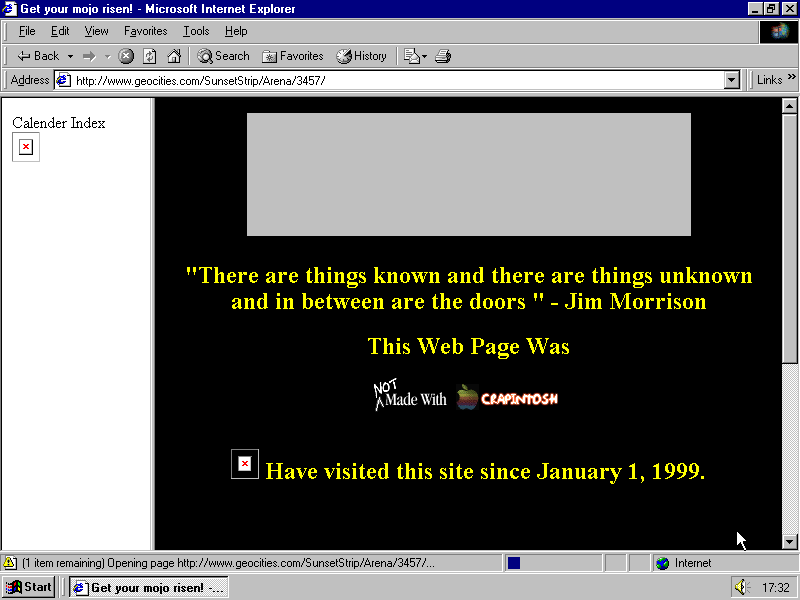 Get your mojo risen! - Microsoft Internet Explorer
File Edit View Favorites Tools Help
Back Search Favorites History
Address http://www.geocities.com/SunsetStrip/Arena/3457/ Links »
Calender Index
"There are things known and there are things unknown
and in between are the doors " - Jim Morrison
This Web Page Was
NOT
Made With CRAPINTOSH
Have visited this site since January 1, 1999.
(1 item remaining) Opening page http://www.geocities.com/SunsetStrip/Arena/3457/... Internet
Start Get your mojo risen! -... 17:32